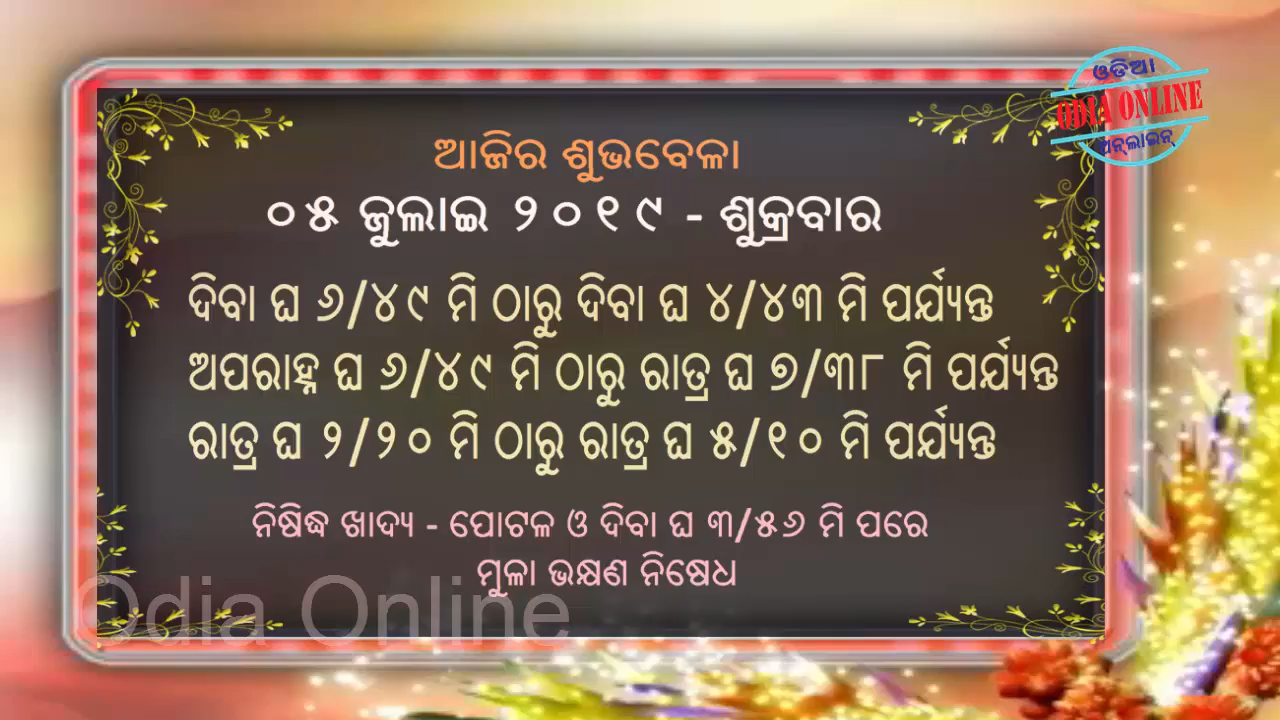 ଓଡିଆ
ODIA ONLINE
ଅନ୍‌ଲାଇନ୍
ଆଜିର ଶୁଭବେଳା
୦୫ ଜୁଲାଇ ୨୦୧୯ - ଶୁକ୍ରବାର
ଦିବା ଘ ୬/୪୯ ମି ଠାରୁ ଦିବା ଘ ୪/୪୩ ମି ପର୍ଯ୍ୟନ୍ତ
ଅପରାହ୍ନ ଘ ୬/୪୯ ମି ଠାରୁ ରାତ୍ର ଘ ୭/୩୮ ମି ପର୍ଯ୍ୟନ୍ତ
ରାତ୍ର ଘ ୨/୨୦ ମି ଠାରୁ ରାତ୍ର ଘ ୫/୧୦ ମି ପର୍ଯ୍ୟନ୍ତ
ନିଷିଦ୍ଧ ଖାଦ୍ୟ - ପୋଟଳ ଓ ଦିବା ଘ ୩/୫୬ ମି ପରେ
ମୁଳା ଭକ୍ଷଣ ନିଷେଧ
Odia Online